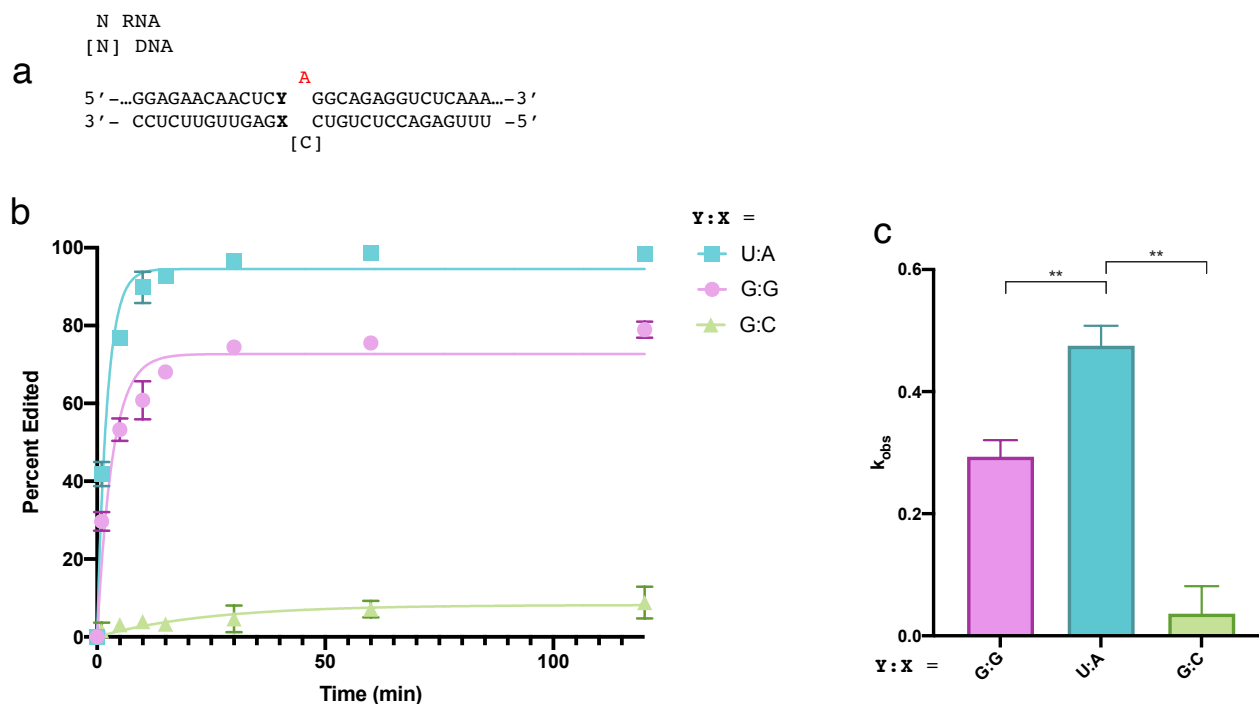 N RNA
[N] DNA
a
A
5’-…GGAGAACAACUCY GGCAGAGGUCUCAAA…-3’
3’- CCUCUUGUUGAGX CUGUCUCCAGAGUUU -5’
[C]
b
Y:X =
U:A
G:G
G:C
Percent Edited
100
80
60
40
20
0
0
50
100
Time (min)
c
**
**
kobs
0.6
0.4
0.2
0.0
Y:X =
G:G
U:A
G:C